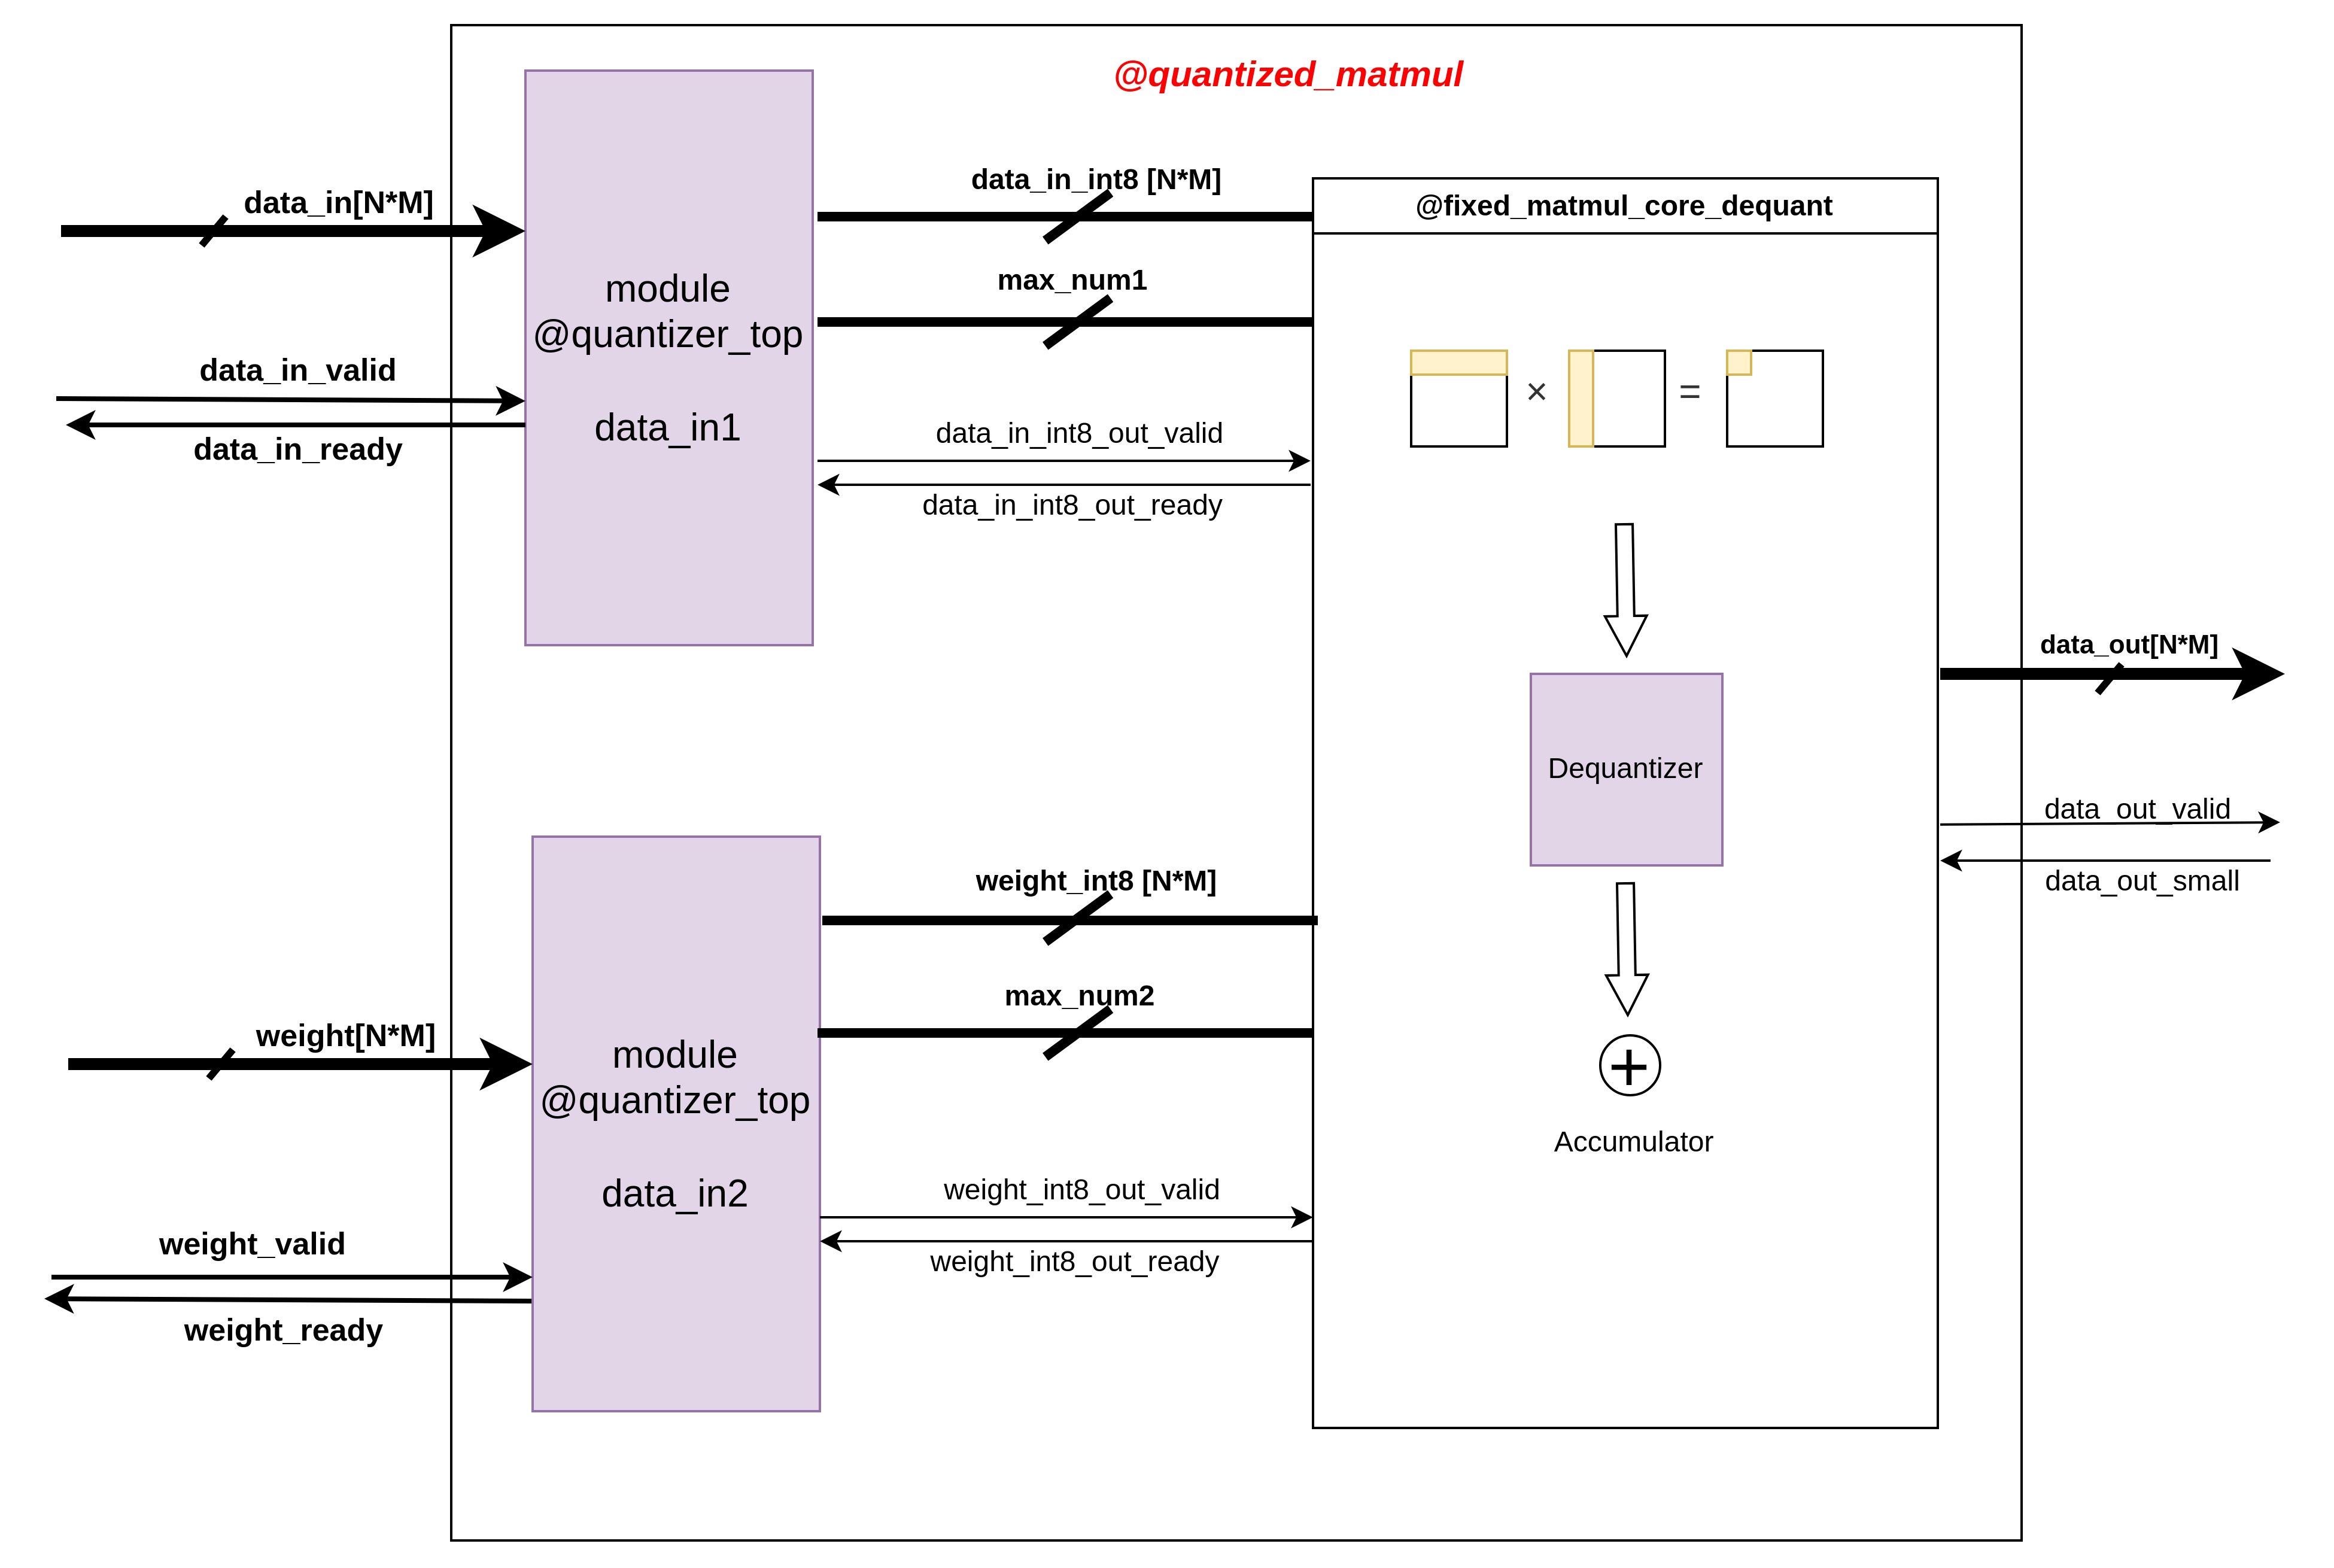 @quantized_matmul
data_in[N*M]
data_in_valid
data_in_ready
module
@quantizer_top
data_in1
data_in_int8 [N*M]
max_num1
data_in_int8_out_valid
data_in_int8_out_ready
@fixed_matmul_core_dequant
× =
Dequantizer
+
Accumulator
data_out[N*M]
data_out_valid
data_out_small
weight[N*M]
weight_valid
weight_ready
module
@quantizer_top
data_in2
weight_int8 [N*M]
max_num2
weight_int8_out_valid
weight_int8_out_ready